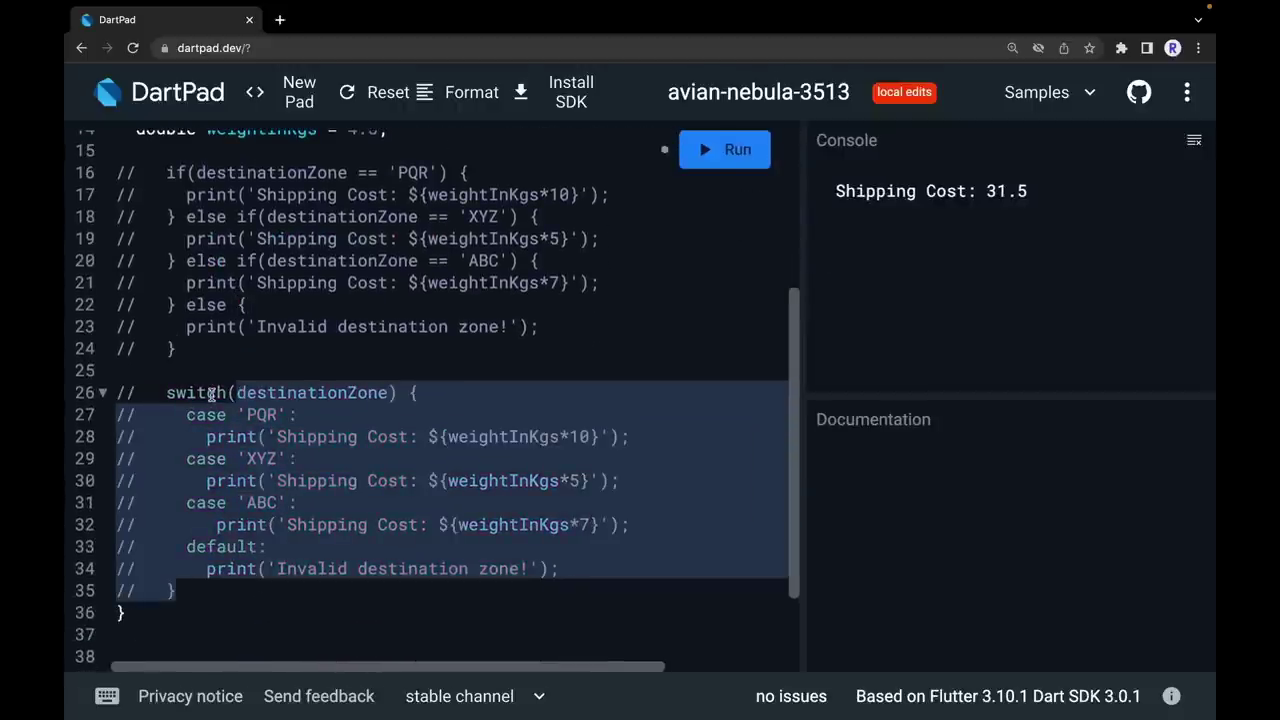 DartPad
dartpad.dev/?
R
DartPad
<>
New Pad
Reset
Format
Install SDK
avian-nebula-3513
local edits
Samples
14   double weightInKgs = 4.5;
15
16 //   if(destinationZone == 'PQR') {
17 //     print('Shipping Cost: ${weightInKgs*10}');
18 //   } else if(destinationZone == 'XYZ') {
19 //     print('Shipping Cost: ${weightInKgs*5}');
20 //   } else if(destinationZone == 'ABC') {
21 //     print('Shipping Cost: ${weightInKgs*7}');
22 //   } else {
23 //     print('Invalid destination zone!');
24 //   }
25
26 //   switch(destinationZone) {
27 //     case 'PQR':
28 //       print('Shipping Cost: ${weightInKgs*10}');
29 //     case 'XYZ':
30 //       print('Shipping Cost: ${weightInKgs*5}');
31 //     case 'ABC':
32 //        print('Shipping Cost: ${weightInKgs*7}');
33 //     default:
34 //       print('Invalid destination zone!');
35 //   }
36 }
37
38
Run
Console
Shipping Cost: 31.5
Documentation
Privacy notice
Send feedback
stable channel
no issues
Based on Flutter 3.10.1 Dart SDK 3.0.1